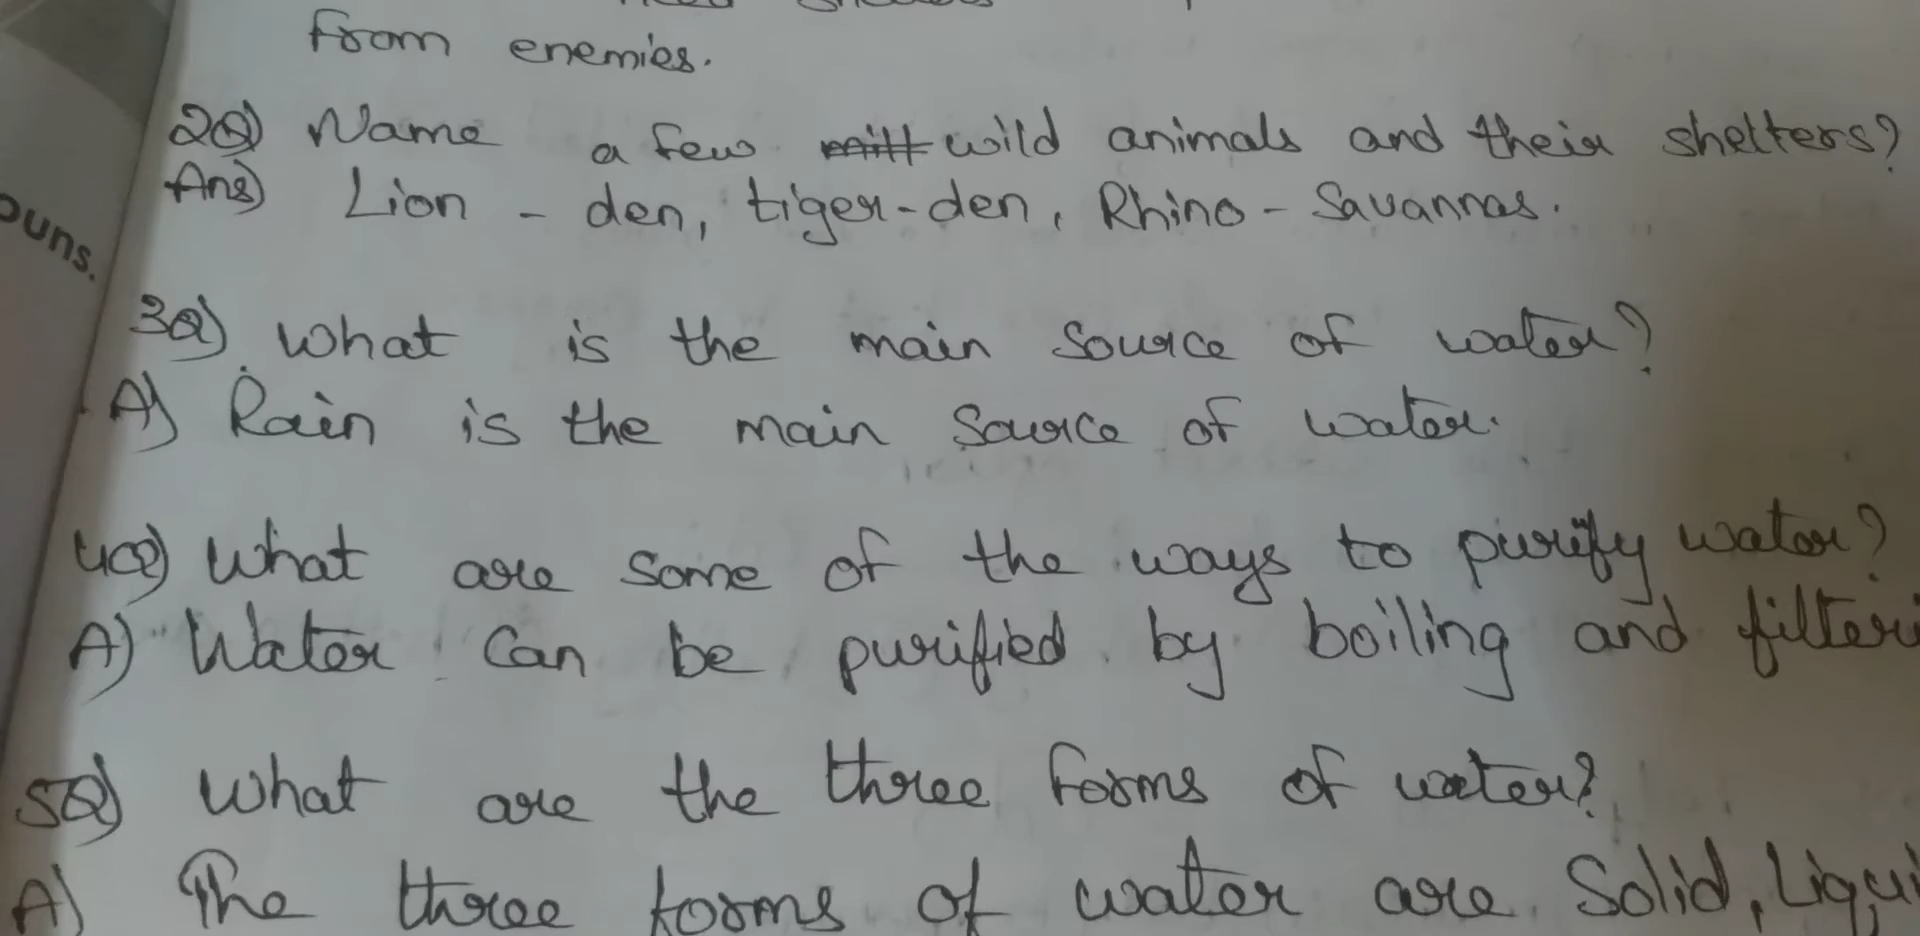 from enemies.
2Q) Name a few wild animals and their shelters?
Ans) Lion - den, tiger-den, Rhino - Savannas.
ouns.
3Q) What is the main source of water?
A) Rain is the main source of water.
4Q) What are some of the ways to purify water?
A) Water can be purified by boiling and filteri
5Q) What are the three forms of water?
A) The three forms of water are Solid, Liqui